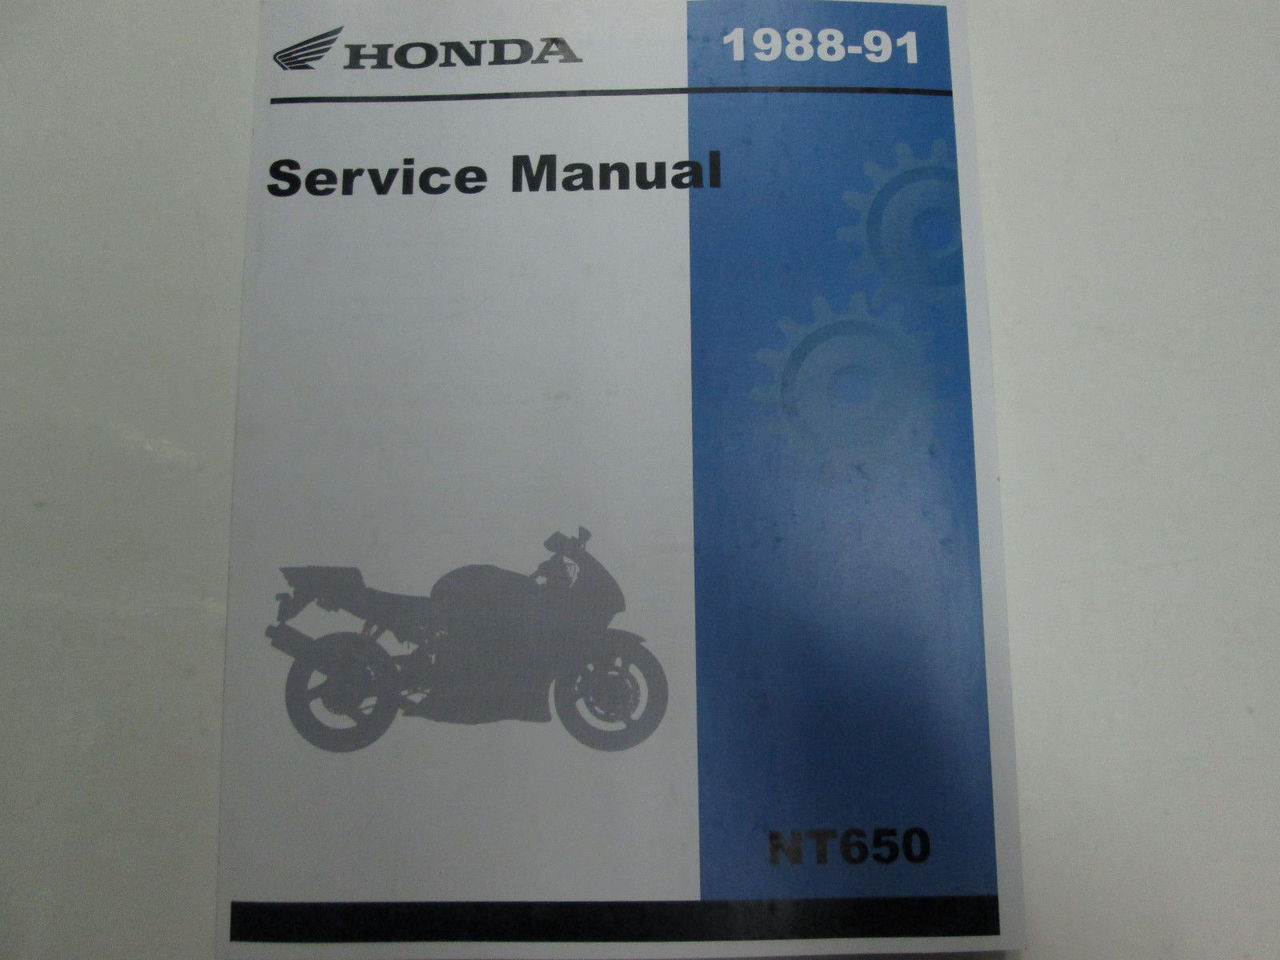 HONDA
1988-91
Service Manual
NT650